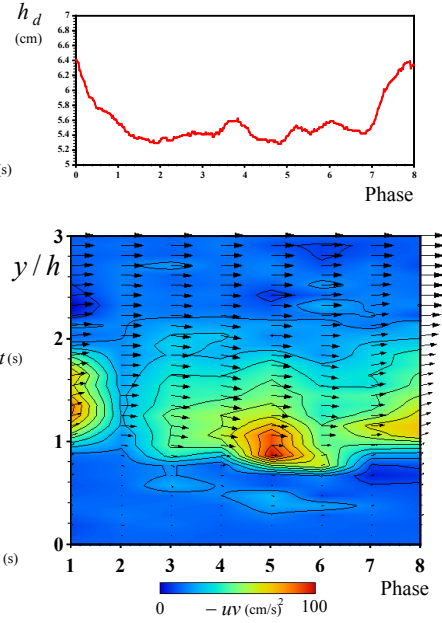 h_d
(cm)
7
6.8
6.6
6.4
6.2
6
5.8
5.6
5.4
5.2
5
0 1 2 3 4 5 6 7 8
(s)
Phase
y / h
3
2
1
0
t (s)
(s)
1 2 3 4 5 6 7 8
Phase
0 − uv (cm/s)² 100